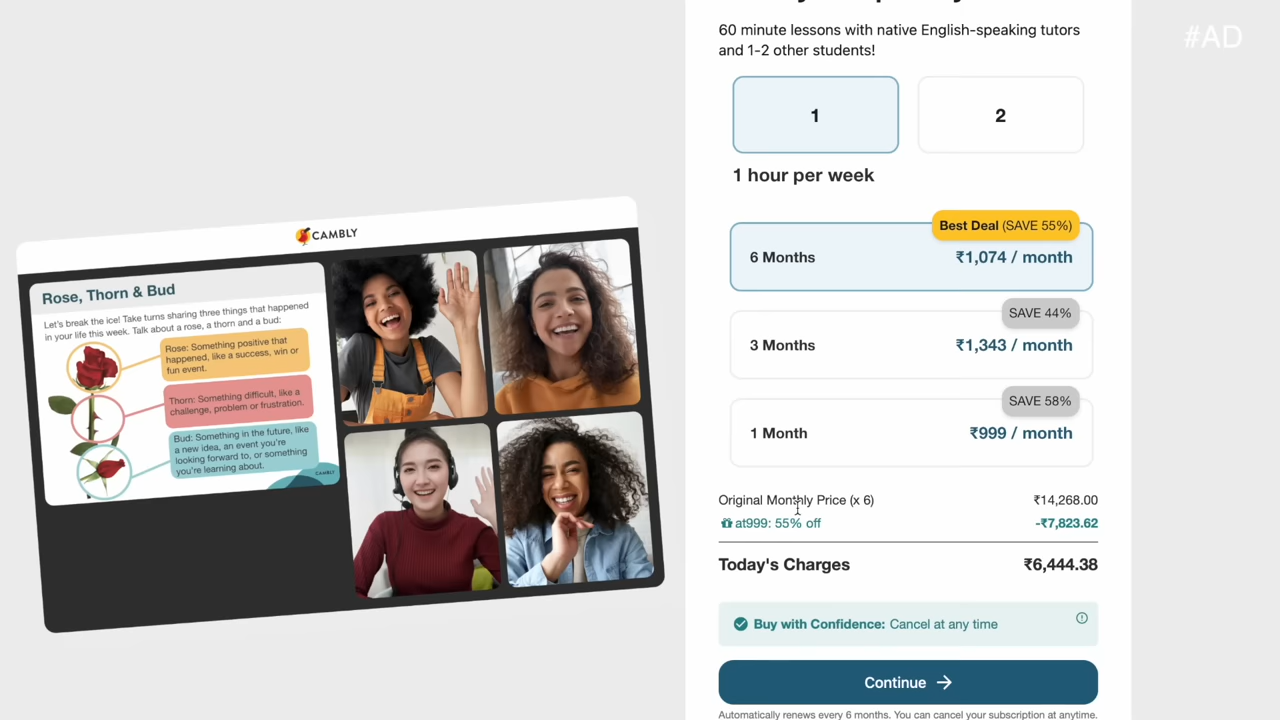 #AD
60 minute lessons with native English-speaking tutors
and 1-2 other students!
1
2
1 hour per week
Best Deal (SAVE 55%)
6 Months
₹1,074 / month
SAVE 44%
3 Months
₹1,343 / month
SAVE 58%
1 Month
₹999 / month
Original Monthly Price (x 6)
₹14,268.00
at999: 55% off
-₹7,823.62
Today's Charges
₹6,444.38
Buy with Confidence: Cancel at any time
Continue
Automatically renews every 6 months. You can cancel your subscription at anytime.
CAMBLY
Rose, Thorn & Bud
Let's break the ice! Take turns sharing three things that happened
in your life this week. Talk about a rose, a thorn and a bud:
Rose: Something positive that
happened, like a success, win or
fun event.
Thorn: Something difficult, like a
challenge, problem or frustration.
Bud: Something in the future, like
a new idea, an event you're
looking forward to, or something
you're learning about.
CAMBLY